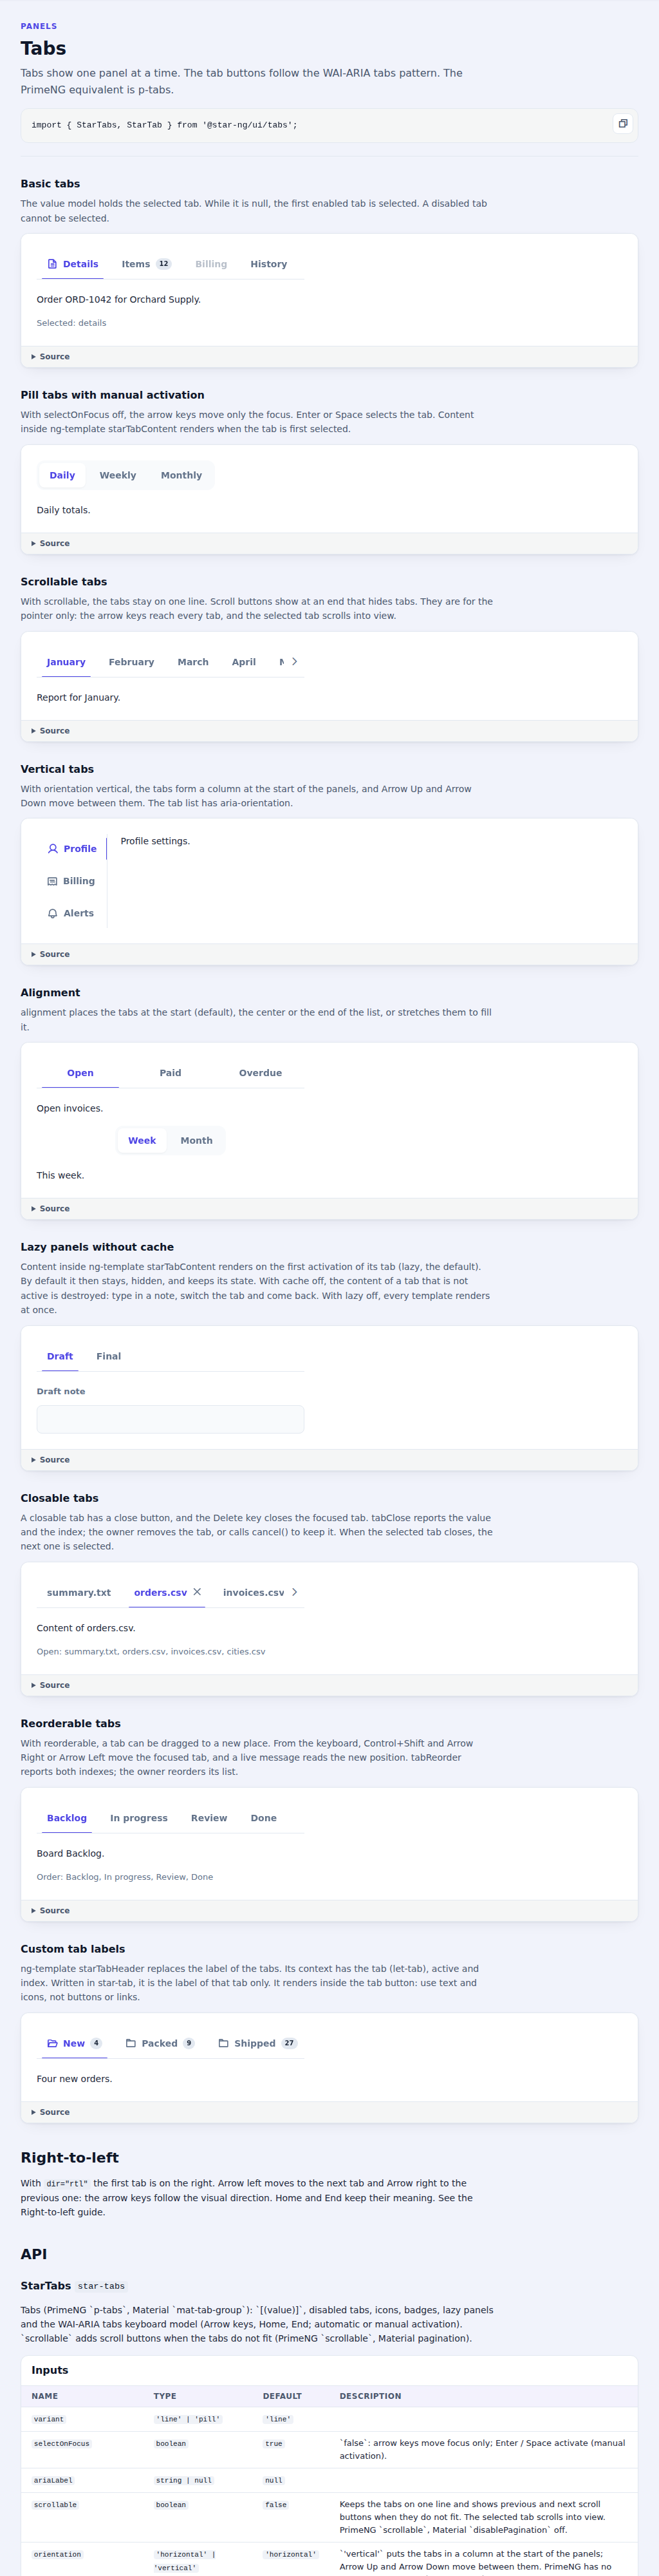 PANELS
Tabs
Tabs show one panel at a time. The tab buttons follow the WAI-ARIA tabs pattern. The
PrimeNG equivalent is p-tabs.
import { StarTabs, StarTab } from '@star-ng/ui/tabs';
Basic tabs
The value model holds the selected tab. While it is null, the first enabled tab is selected. A disabled tab
cannot be selected.
Details Items 12 Billing History
Order ORD-1042 for Orchard Supply.
Selected: details
Source
Pill tabs with manual activation
With selectOnFocus off, the arrow keys move only the focus. Enter or Space selects the tab. Content
inside ng-template starTabContent renders when the tab is first selected.
Daily Weekly Monthly
Daily totals.
Source
Scrollable tabs
With scrollable, the tabs stay on one line. Scroll buttons show at an end that hides tabs. They are for the
pointer only: the arrow keys reach every tab, and the selected tab scrolls into view.
January February March April
Report for January.
Source
Vertical tabs
With orientation vertical, the tabs form a column at the start of the panels, and Arrow Up and Arrow
Down move between them. The tab list has aria-orientation.
Profile
Profile settings.
Billing
Alerts
Source
Alignment
alignment places the tabs at the start (default), the center or the end of the list, or stretches them to fill
it.
Open Paid Overdue
Open invoices.
Week Month
This week.
Source
Lazy panels without cache
Content inside ng-template starTabContent renders on the first activation of its tab (lazy, the default).
By default it then stays, hidden, and keeps its state. With cache off, the content of a tab that is not
active is destroyed: type in a note, switch the tab and come back. With lazy off, every template renders
at once.
Draft Final
Draft note
Source
Closable tabs
A closable tab has a close button, and the Delete key closes the focused tab. tabClose reports the value
and the index; the owner removes the tab, or calls cancel() to keep it. When the selected tab closes, the
next one is selected.
summary.txt orders.csv invoices.csv
Content of orders.csv.
Open: summary.txt, orders.csv, invoices.csv, cities.csv
Source
Reorderable tabs
With reorderable, a tab can be dragged to a new place. From the keyboard, Control+Shift and Arrow
Right or Arrow Left move the focused tab, and a live message reads the new position. tabReorder
reports both indexes; the owner reorders its list.
Backlog In progress Review Done
Board Backlog.
Order: Backlog, In progress, Review, Done
Source
Custom tab labels
ng-template starTabHeader replaces the label of the tabs. Its context has the tab (let-tab), active and
index. Written in star-tab, it is the label of that tab only. It renders inside the tab button: use text and
icons, not buttons or links.
New 4 Packed 9 Shipped 27
Four new orders.
Source
Right-to-left
With dir="rtl" the first tab is on the right. Arrow left moves to the next tab and Arrow right to the
previous one: the arrow keys follow the visual direction. Home and End keep their meaning. See the
Right-to-left guide.
API
StarTabs star-tabs
Tabs (PrimeNG `p-tabs`, Material `mat-tab-group`): `[(value)]`, disabled tabs, icons, badges, lazy panels
and the WAI-ARIA tabs keyboard model (Arrow keys, Home, End; automatic or manual activation).
`scrollable` adds scroll buttons when the tabs do not fit (PrimeNG `scrollable`, Material pagination).
Inputs
NAME TYPE DEFAULT DESCRIPTION
variant 'line' | 'pill' 'line'
selectOnFocus boolean true `false`: arrow keys move focus only; Enter / Space activate (manual
activation).
ariaLabel string | null null
scrollable boolean false Keeps the tabs on one line and shows previous and next scroll
buttons when they do not fit. The selected tab scrolls into view.
PrimeNG `scrollable`, Material `disablePagination` off.
orientation 'horizontal' | 'horizontal' `'vertical'` puts the tabs in a column at the start of the panels;
'vertical' Arrow Up and Arrow Down move between them. PrimeNG has no